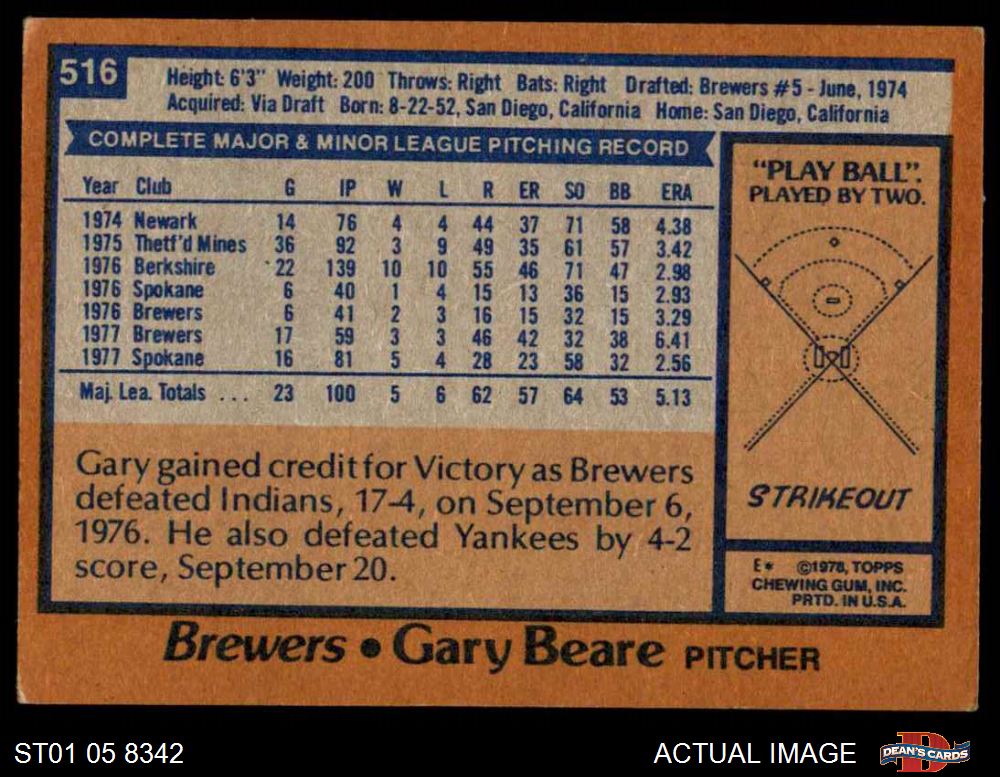 516
Height: 6'3" Weight: 200 Throws: Right Bats: Right Drafted: Brewers #5 - June, 1974
Acquired: Via Draft Born: 8-22-52, San Diego, California Home: San Diego, California
COMPLETE MAJOR & MINOR LEAGUE PITCHING RECORD
Year Club G IP W L R ER SO BB ERA
1974 Newark 14 76 4 4 44 37 71 58 4.38
1975 Thetf'd Mines 36 92 3 9 49 35 61 57 3.42
1976 Berkshire 22 139 10 10 55 46 71 47 2.98
1976 Spokane 6 40 1 4 15 13 36 15 2.93
1976 Brewers 6 41 2 3 16 15 32 15 3.29
1977 Brewers 17 59 3 3 46 42 32 38 6.41
1977 Spokane 16 81 5 4 28 23 58 32 2.56
Maj. Lea. Totals ... 23 100 5 6 62 57 64 53 5.13
Gary gained credit for Victory as Brewers
defeated Indians, 17-4, on September 6,
1976. He also defeated Yankees by 4-2
score, September 20.
"PLAY BALL".
PLAYED BY TWO.
STRIKEOUT
E* ©1978, TOPPS
CHEWING GUM, INC.
PRTD. IN U.S.A.
Brewers • Gary Beare PITCHER
ST01 05 8342
ACTUAL IMAGE
DEAN'S CARDS